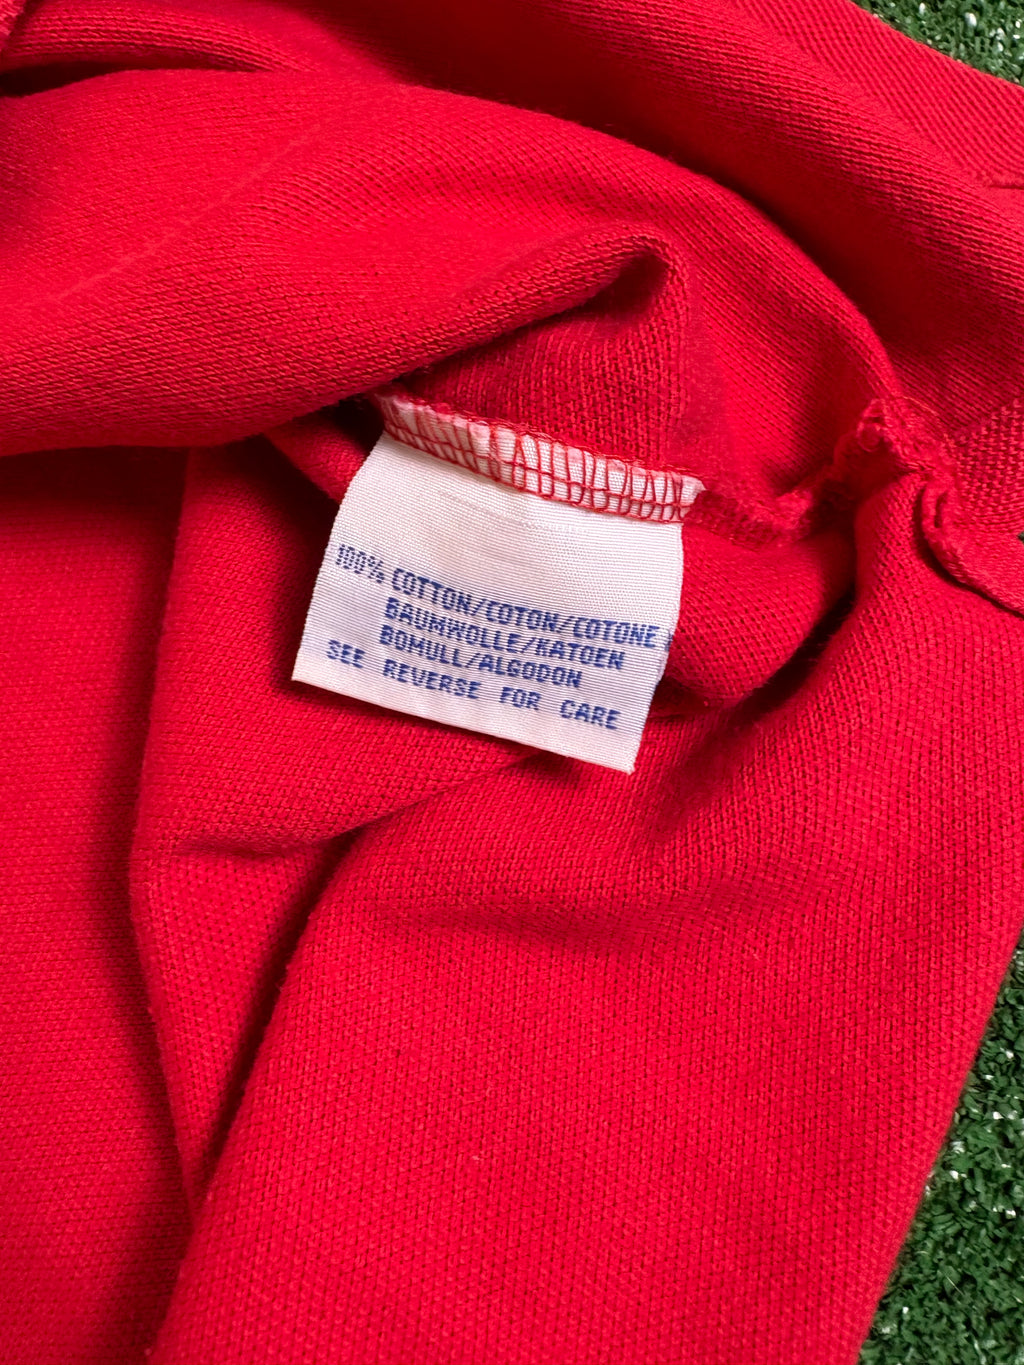 100% COTTON/COTON/COTONE
BAUMWOLLE/KATOEN
BOMULL/ALGODON
SEE REVERSE FOR CARE